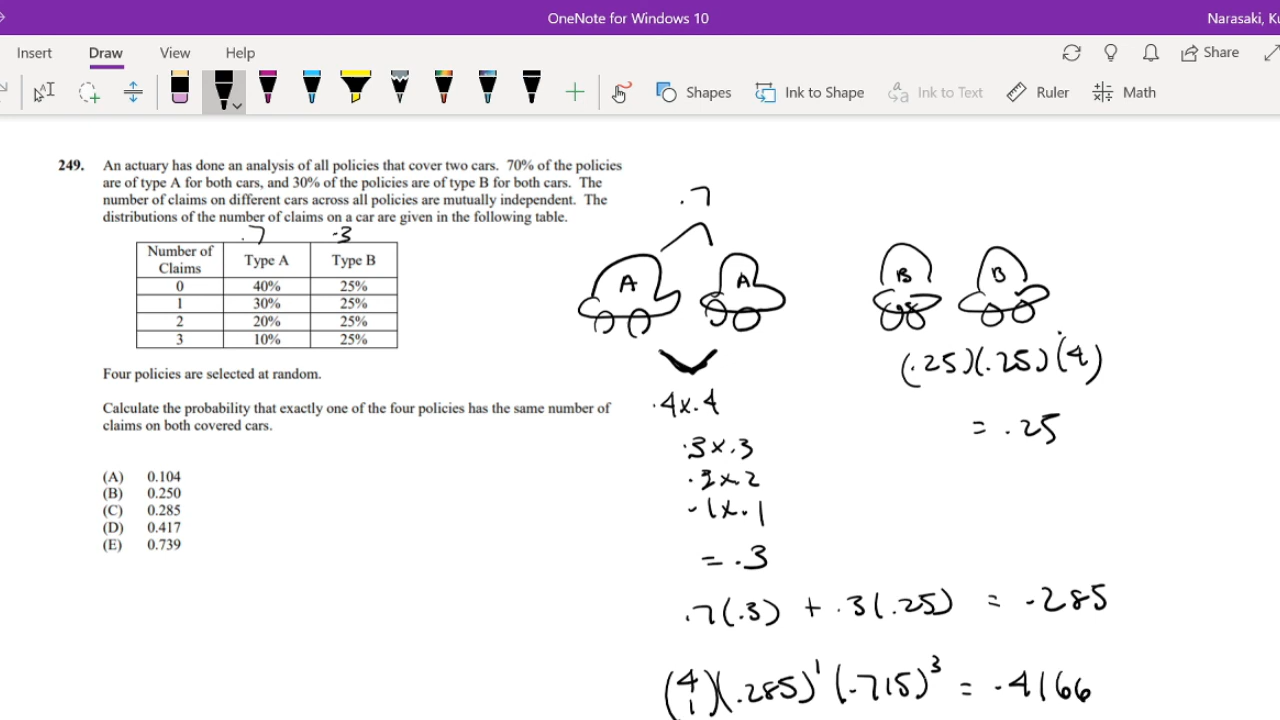 OneNote for Windows 10
Narasaki, Ku
Insert Draw View Help Share
Shapes Ink to Shape Ink to Text Ruler Math
249. An actuary has done an analysis of all policies that cover two cars. 70% of the policies
are of type A for both cars, and 30% of the policies are of type B for both cars. The
number of claims on different cars across all policies are mutually independent. The
distributions of the number of claims on a car are given in the following table.
.7 .3
Number of Claims Type A Type B
0 40% 25%
1 30% 25%
2 20% 25%
3 10% 25%
Four policies are selected at random.
Calculate the probability that exactly one of the four policies has the same number of
claims on both covered cars.
(A) 0.104
(B) 0.250
(C) 0.285
(D) 0.417
(E) 0.739
.7
A A B B
(.25)(.25)(4)
= .25
.4x.4
.3x.3
.2x.2
.1x.1
= .3
.7(.3) + .3(.25) = .285
(4 1)(.285)^1 (.715)^3 = .4166